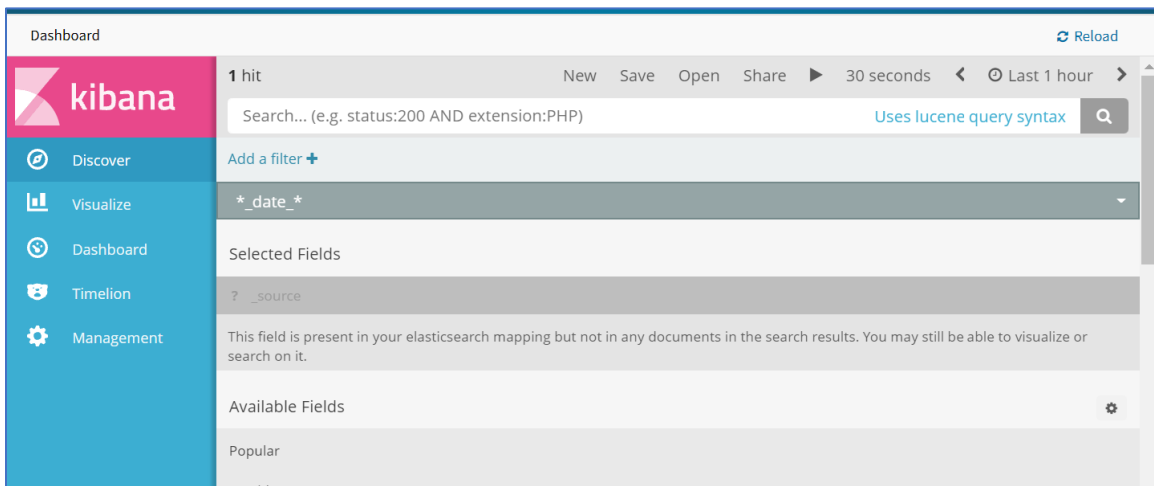 Dashboard
Reload
kibana
Discover
Visualize
Dashboard
Timelion
Management
1 hit
New Save Open Share 30 seconds Last 1 hour
Search... (e.g. status:200 AND extension:PHP) Uses lucene query syntax
Add a filter +
*_date_*
Selected Fields
? _source
This field is present in your elasticsearch mapping but not in any documents in the search results. You may still be able to visualize or
search on it.
Available Fields
Popular